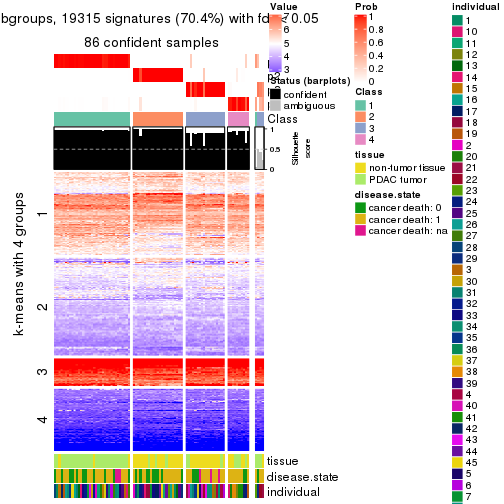 bgroups, 19315 signatures (70.4%) with fd
0.05
86 confident samples
Class
1
0.5
0
Silhouette
score
k-means with 4 groups
1
2
3
4
tissue
disease.state
individual
Value
7
6
5
4
3
Status (barplots)
confident
ambiguous
Prob
1
0.8
0.6
0.4
0.2
0
Class
1
2
3
4
tissue
non-tumor tissue
PDAC tumor
disease.state
cancer death: 0
cancer death: 1
cancer death: na
individual
1
10
11
12
13
14
15
16
17
18
19
2
20
21
22
23
24
25
26
27
28
29
3
30
31
32
33
34
35
36
37
38
39
4
40
41
42
43
44
45
5
6
7